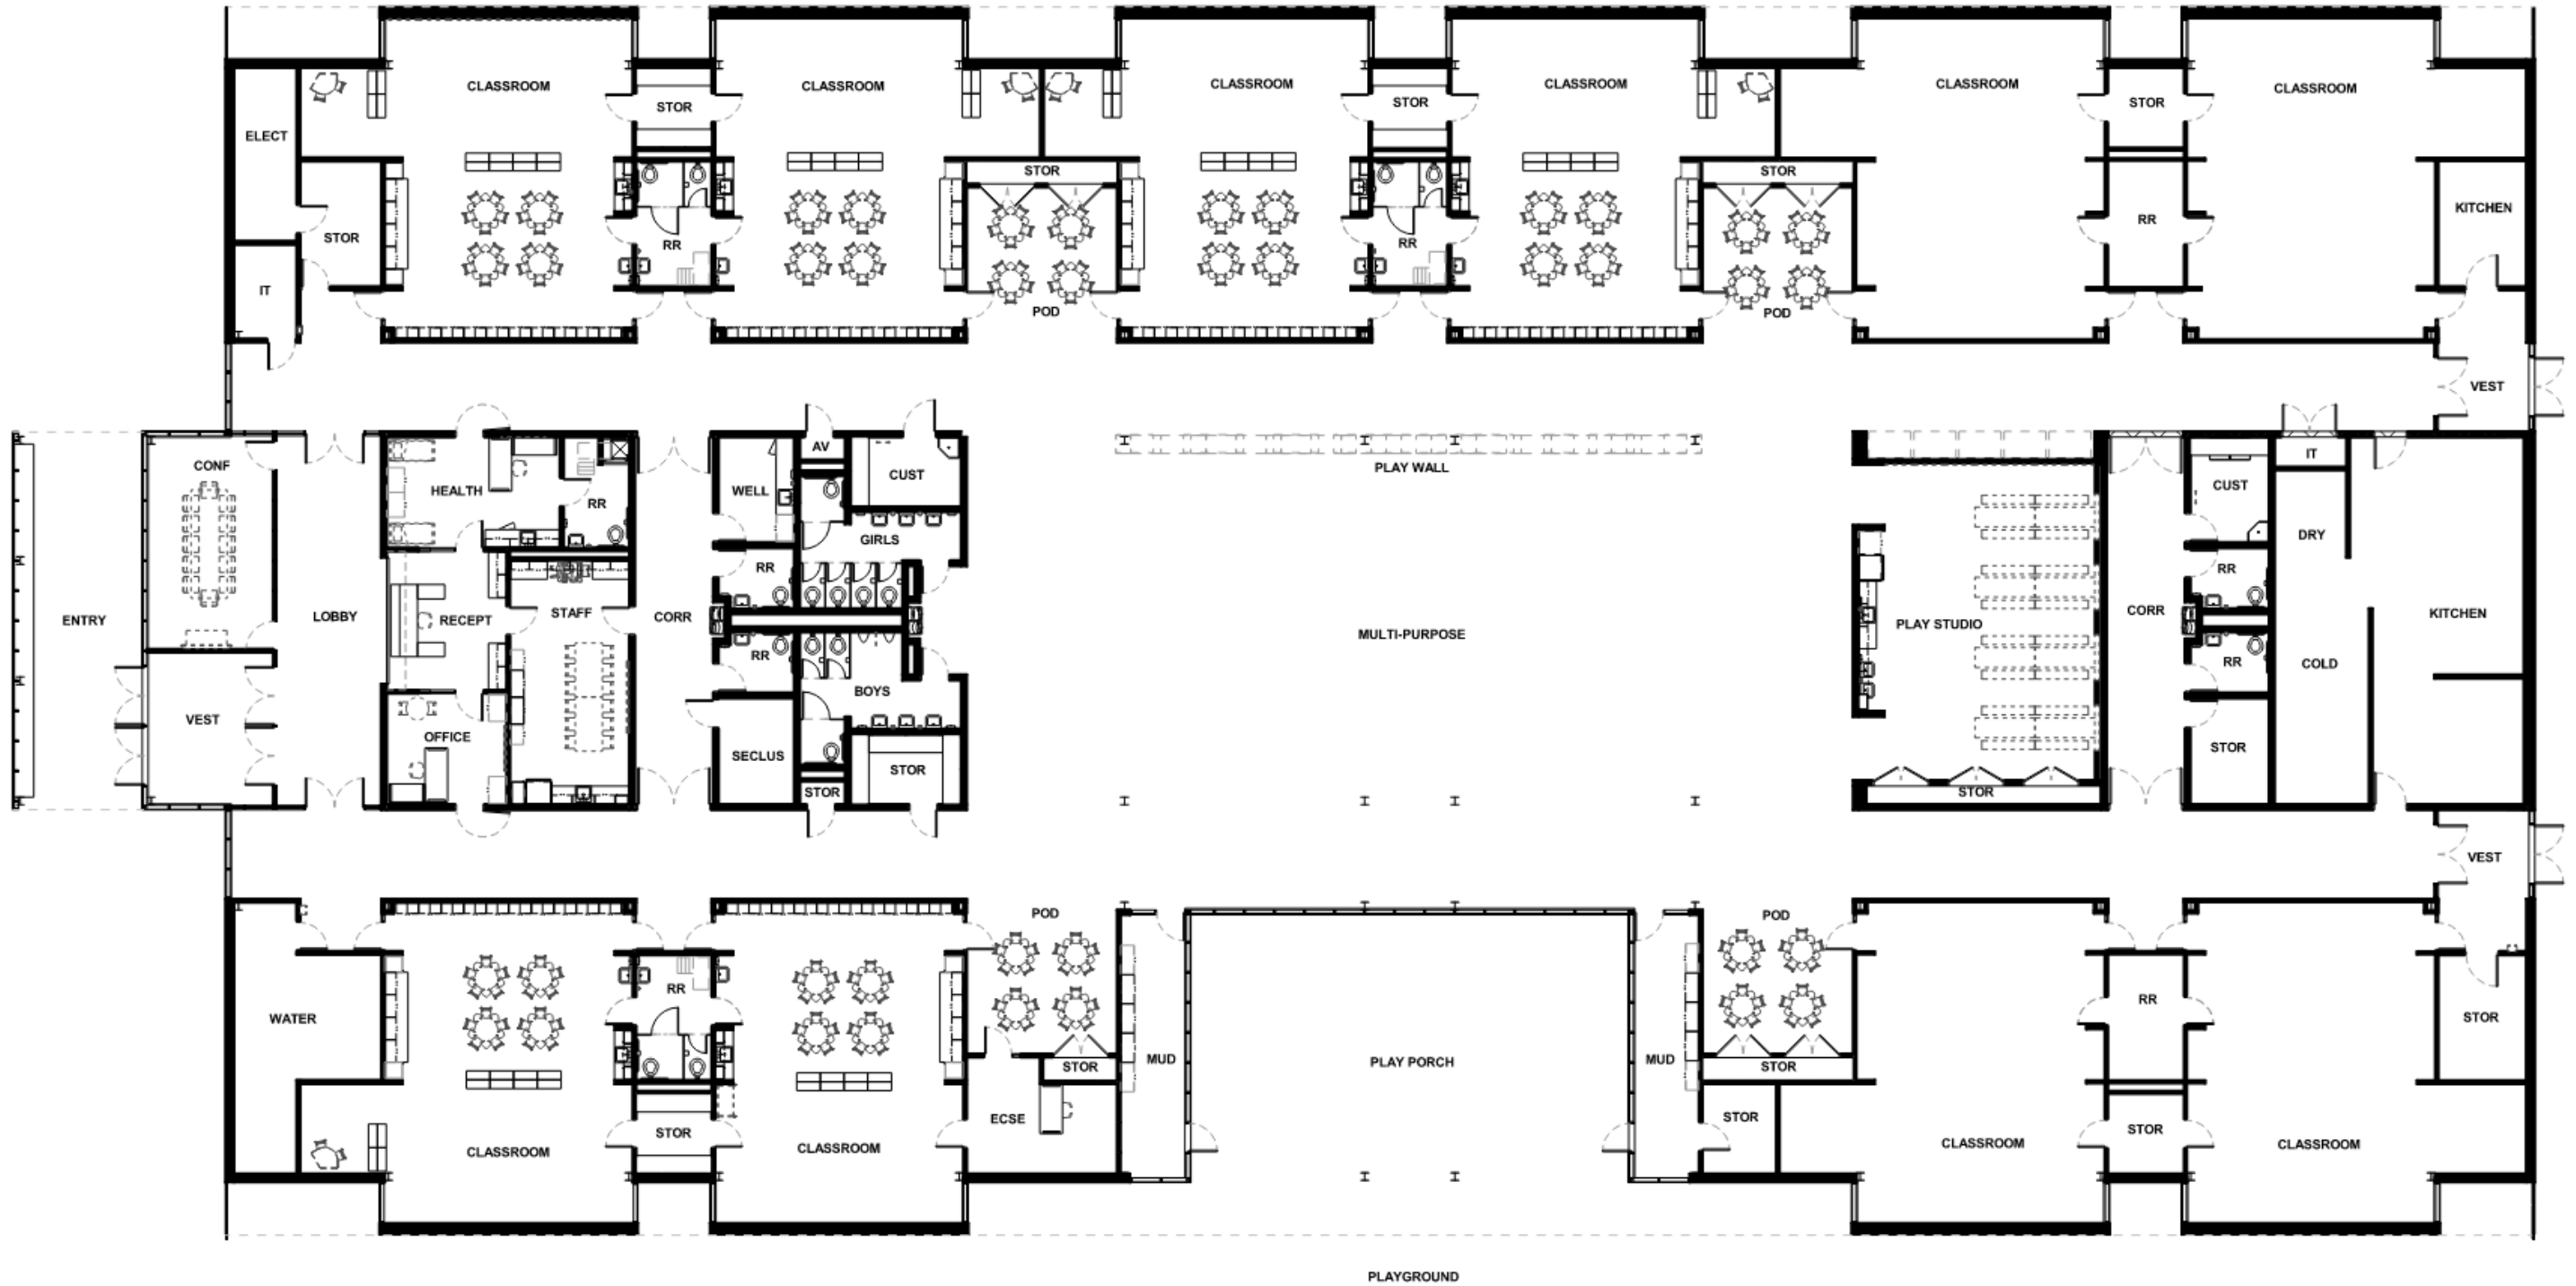 CLASSROOM
CLASSROOM
CLASSROOM
CLASSROOM
CLASSROOM
CLASSROOM
STOR
STOR
STOR
ELECT
STOR
STOR
STOR
RR
RR
RR
KITCHEN
IT
POD
POD
VEST
CONF
HEALTH
RR
WELL
AV
CUST
PLAY WALL
CUST
IT
GIRLS
DRY
RR
RR
ENTRY
LOBBY
RECEPT
STAFF
CORR
MULTI-PURPOSE
PLAY STUDIO
CORR
KITCHEN
RR
RR
COLD
VEST
OFFICE
BOYS
SECLUS
STOR
STOR
STOR
STOR
VEST
POD
POD
WATER
RR
RR
STOR
MUD
PLAY PORCH
MUD
STOR
STOR
ECSE
STOR
STOR
STOR
CLASSROOM
CLASSROOM
CLASSROOM
CLASSROOM
PLAYGROUND